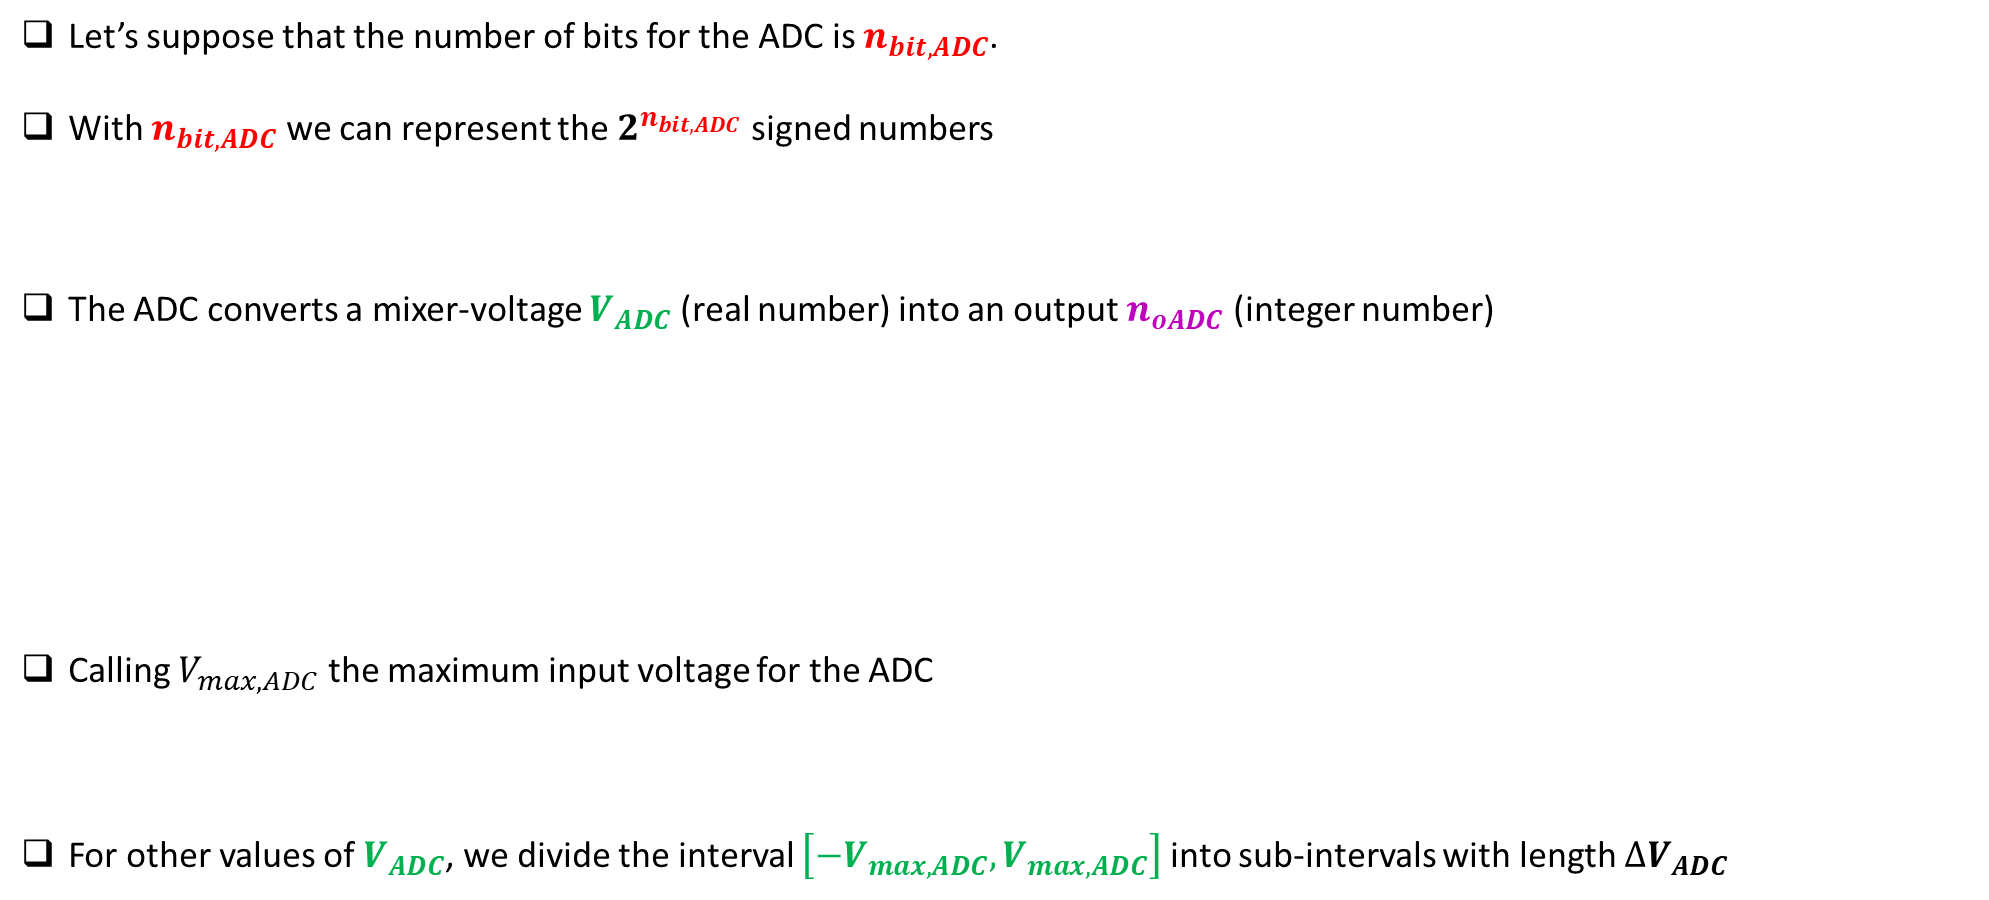 ❑ Let’s suppose that the number of bits for the ADC is $n_{bit,ADC}$.
❑ With $n_{bit,ADC}$ we can represent the $2^{n_{bit,ADC}}$ signed numbers
❑ The ADC converts a mixer-voltage $V_{ADC}$ (real number) into an output $n_{oADC}$ (integer number)
❑ Calling $V_{max,ADC}$ the maximum input voltage for the ADC
❑ For other values of $V_{ADC}$, we divide the interval $[-V_{max,ADC}, V_{max,ADC}]$ into sub-intervals with length $\Delta V_{ADC}$